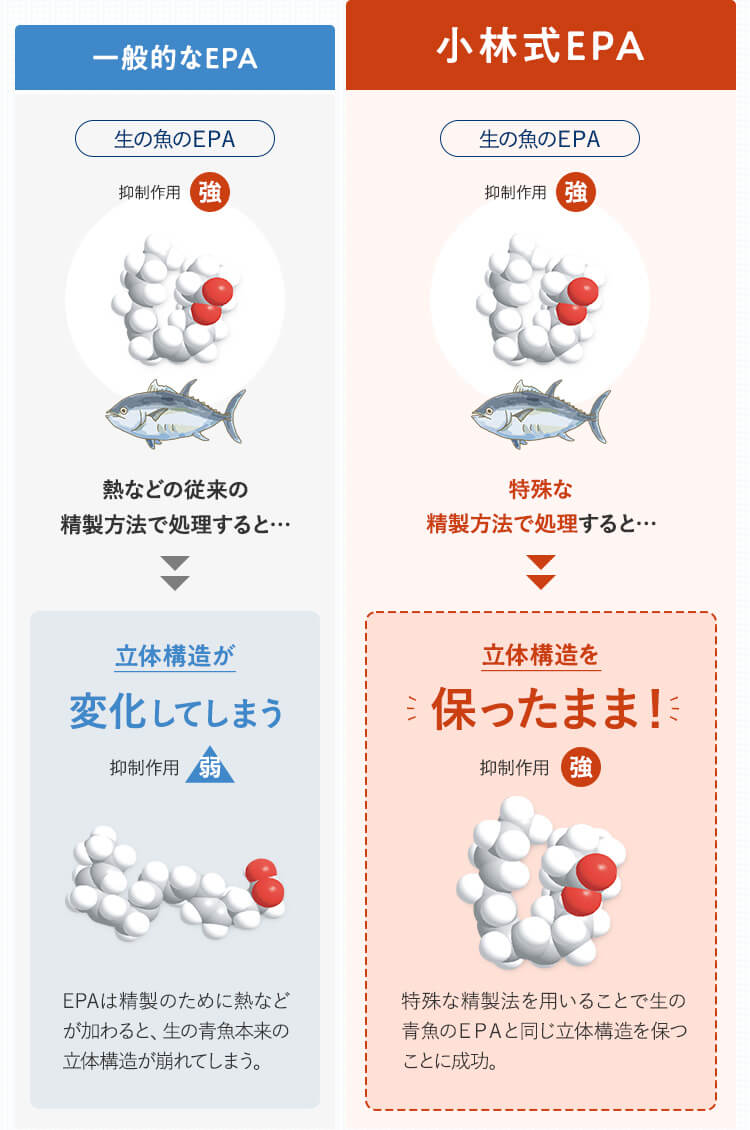 一般的なEPA
生の魚のEPA
抑制作用 強
熱などの従来の
精製方法で処理すると…
立体構造が
変化してしまう
抑制作用 弱
EPAは精製のために熱など
が加わると、生の青魚本来の
立体構造が崩れてしまう。
小林式EPA
生の魚のEPA
抑制作用 強
特殊な
精製方法で処理すると…
立体構造を
保ったまま！
抑制作用 強
特殊な精製法を用いることで生の
青魚のEPAと同じ立体構造を保つ
ことに成功。